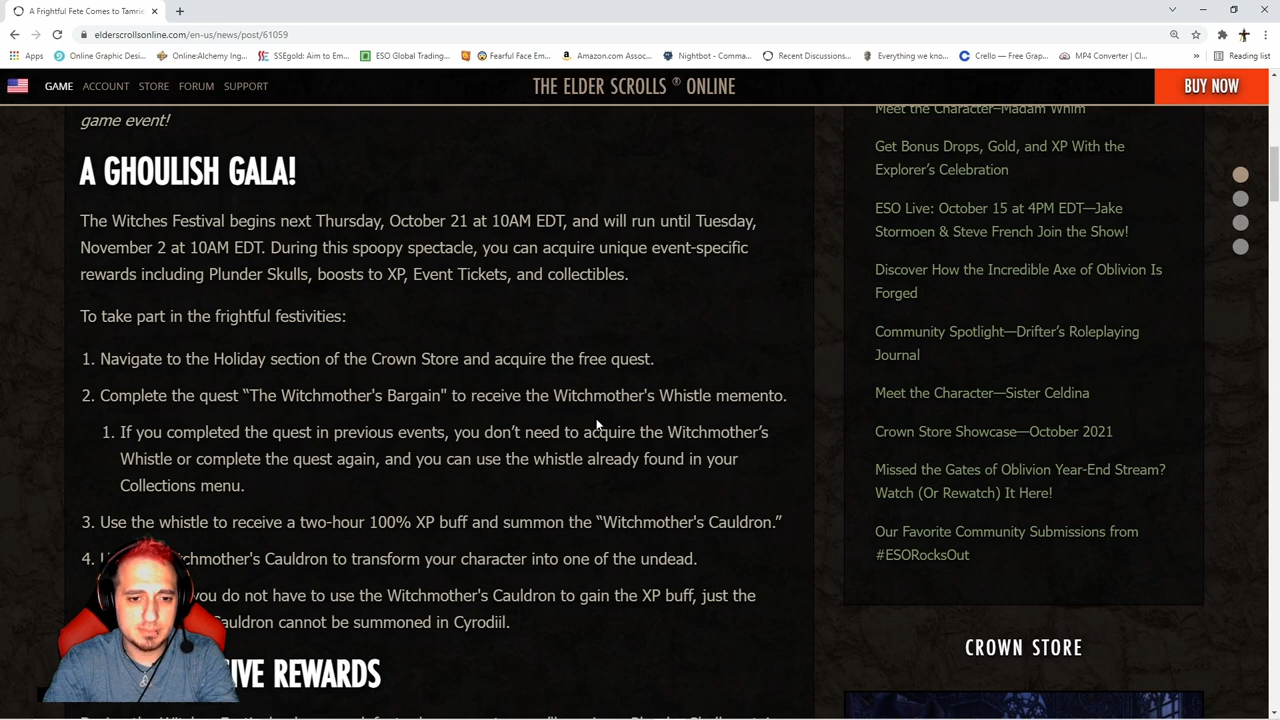 A Frightful Fete Comes to Tamrie
elderscrollsonline.com/en-us/news/post/61059
Apps
Online Graphic Desi...
Online:Alchemy Ing...
SSEgold: Aim to Em...
ESO Global Trading...
Fearful Face Em...
Amazon.com Assoc...
Nightbot - Comma...
Recent Discussions...
Everything we kno...
Crello — Free Grap...
MP4 Converter | Cl...
»
Reading list
GAME ACCOUNT STORE FORUM SUPPORT
THE ELDER SCROLLS ® ONLINE
BUY NOW
game event!
A GHOULISH GALA!
The Witches Festival begins next Thursday, October 21 at 10AM EDT, and will run until Tuesday,
November 2 at 10AM EDT. During this spoopy spectacle, you can acquire unique event-specific
rewards including Plunder Skulls, boosts to XP, Event Tickets, and collectibles.
To take part in the frightful festivities:
1. Navigate to the Holiday section of the Crown Store and acquire the free quest.
2. Complete the quest “The Witchmother's Bargain" to receive the Witchmother's Whistle memento.
1. If you completed the quest in previous events, you don’t need to acquire the Witchmother’s
Whistle or complete the quest again, and you can use the whistle already found in your
Collections menu.
3. Use the whistle to receive a two-hour 100% XP buff and summon the “Witchmother's Cauldron.”
4. U tchmother's Cauldron to transform your character into one of the undead.
you do not have to use the Witchmother's Cauldron to gain the XP buff, just the
auldron cannot be summoned in Cyrodiil.
IVE REWARDS
Meet the Character–Madam Whim
Get Bonus Drops, Gold, and XP With the
Explorer’s Celebration
ESO Live: October 15 at 4PM EDT—Jake
Stormoen & Steve French Join the Show!
Discover How the Incredible Axe of Oblivion Is
Forged
Community Spotlight—Drifter’s Roleplaying
Journal
Meet the Character—Sister Celdina
Crown Store Showcase—October 2021
Missed the Gates of Oblivion Year-End Stream?
Watch (Or Rewatch) It Here!
Our Favorite Community Submissions from
#ESORocksOut
CROWN STORE